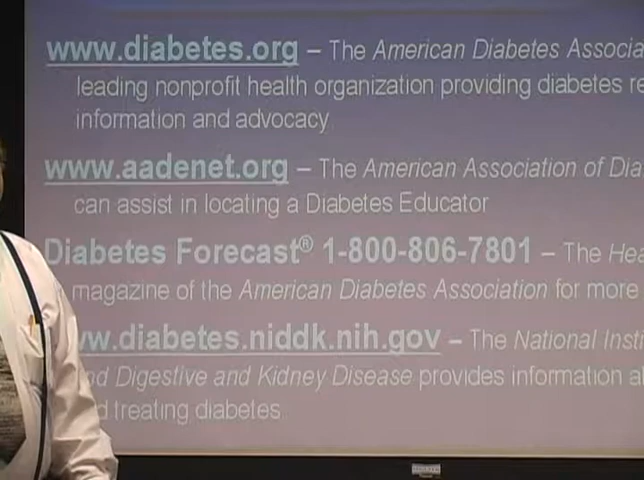 www.diabetes.org – The American Diabetes Associa
leading nonprofit health organization providing diabetes re
information and advocacy
www.aadenet.org – The American Association of Dia
can assist in locating a Diabetes Educator
Diabetes Forecast® 1-800-806-7801 – The Hea
magazine of the American Diabetes Association for more
w.diabetes.niddk.nih.gov – The National Insti
nd Digestive and Kidney Disease provides information al
d treating diabetes